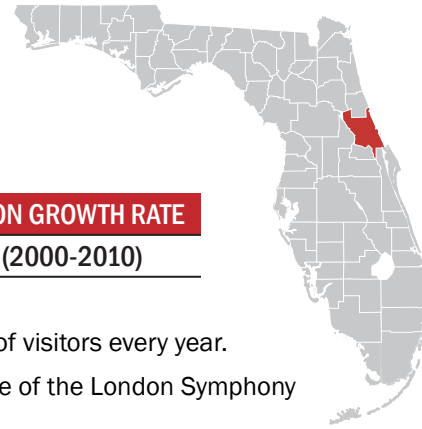 ON GROWTH RATE
(2000-2010)
of visitors every year.
e of the London Symphony